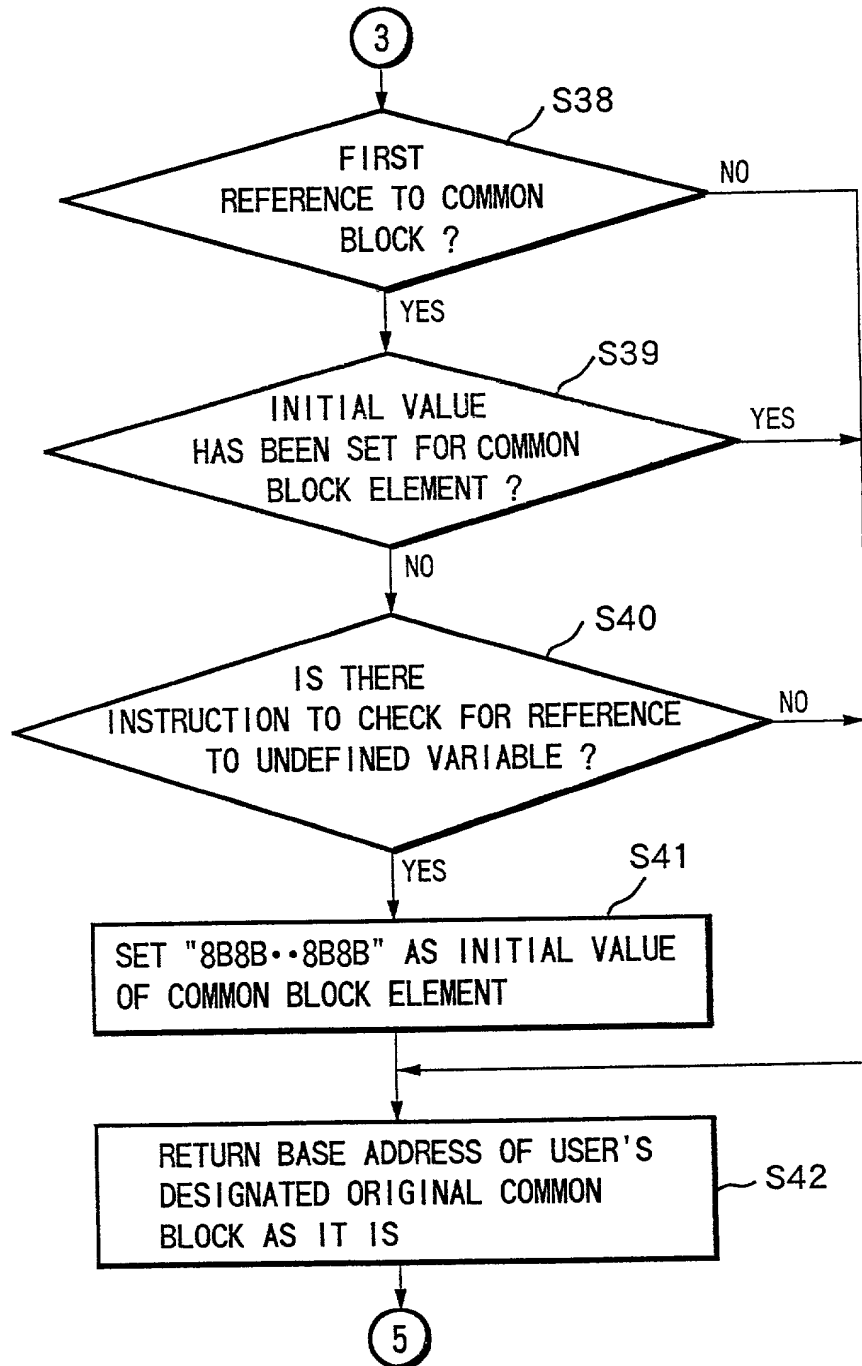 3
S38
FIRST
REFERENCE TO COMMON
BLOCK ?
NO
YES
S39
INITIAL VALUE
HAS BEEN SET FOR COMMON
BLOCK ELEMENT ?
YES
NO
S40
IS THERE
INSTRUCTION TO CHECK FOR REFERENCE
TO UNDEFINED VARIABLE ?
NO
YES
S41
SET "8B8B··8B8B" AS INITIAL VALUE
OF COMMON BLOCK ELEMENT
RETURN BASE ADDRESS OF USER'S
DESIGNATED ORIGINAL COMMON
BLOCK AS IT IS
S42
5